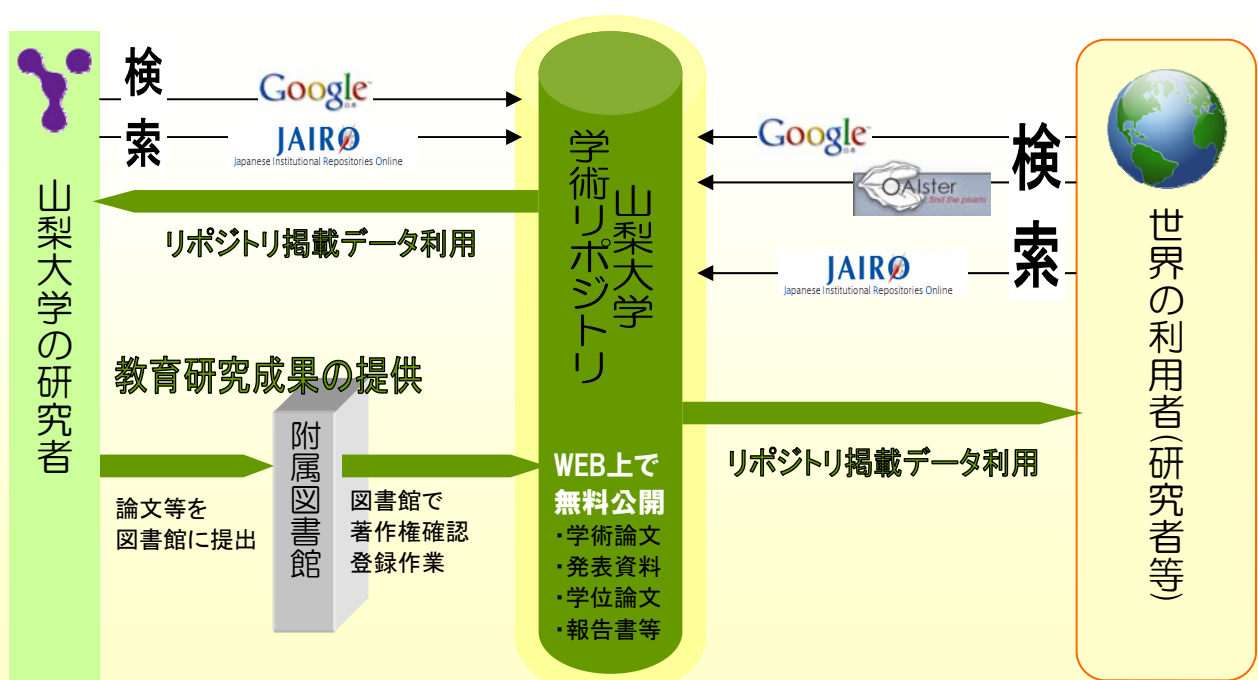 山梨大学の研究者
検索
Google
日本
JAIRO
Japanese Institutional Repositories Online
リポジトリ掲載データ利用
教育研究成果の提供
論文等を
図書館に提出
附属図書館
図書館で
著作権確認
登録作業
山梨大学
学術リポジトリ
WEB上で
無料公開
・学術論文
・発表資料
・学位論文
・報告書等
Google
日本
OAIster
find the pearls
JAIRO
Japanese Institutional Repositories Online
検索
リポジトリ掲載データ利用
世界の利用者(研究者等)